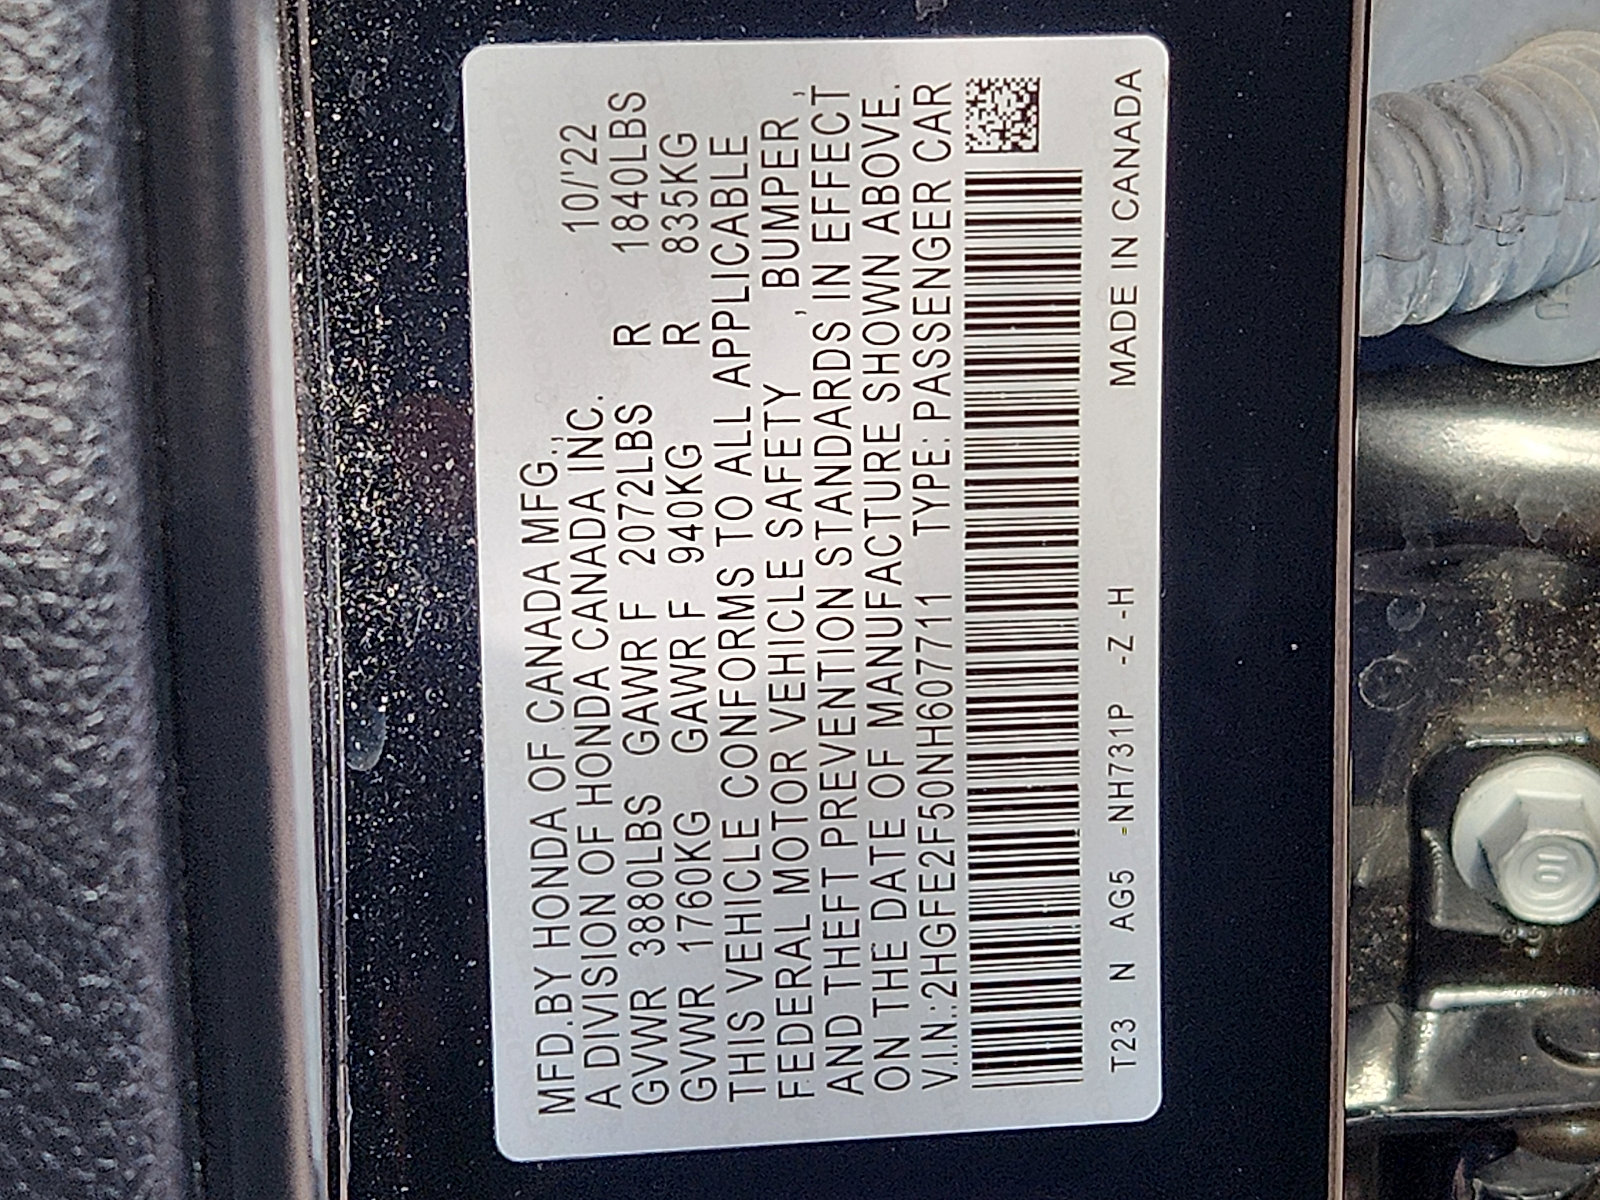 MFD.BY HONDA OF CANADA MFG.,
A DIVISION OF HONDA CANADA INC. 10/'22
GVWR 3880LBS GAWR F 2072LBS R 1840LBS
GVWR 1760KG GAWR F 940KG R 835KG
THIS VEHICLE CONFORMS TO ALL APPLICABLE
FEDERAL MOTOR VEHICLE SAFETY , BUMPER ,
AND THEFT PREVENTION STANDARDS IN EFFECT
ON THE DATE OF MANUFACTURE SHOWN ABOVE.
V.I.N.:2HGFE2F50NH607711 TYPE: PASSENGER CAR
MADE IN CANADA
T23 N AG5 -NH731P -Z -H